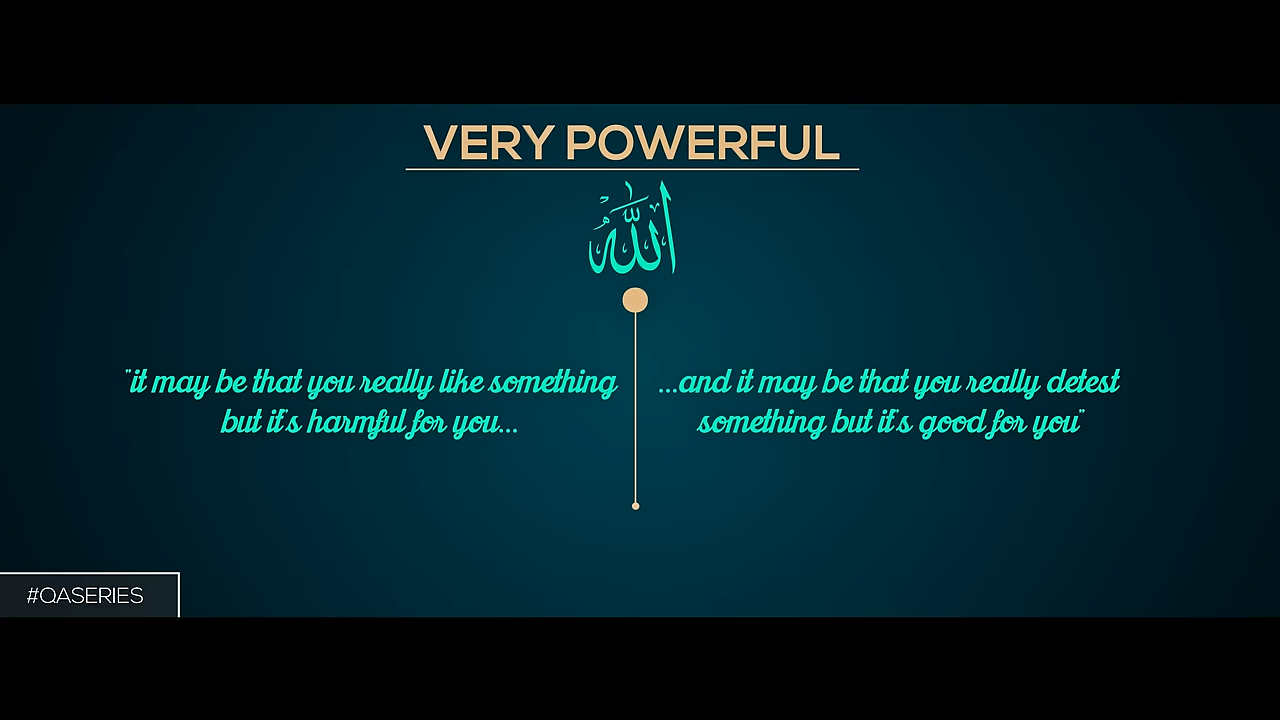 VERY POWERFUL
الله
"it may be that you really like something
but it's harmful for you...
...and it may be that you really detest
something but it's good for you"
#QASERIES